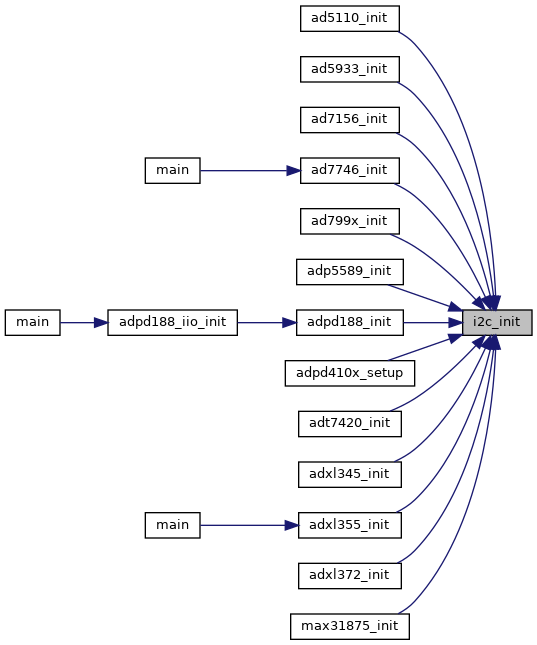 ad5110_init
ad5933_init
ad7156_init
main
ad7746_init
ad799x_init
adp5589_init
main
adpd188_iio_init
adpd188_init
i2c_init
adpd410x_setup
adt7420_init
adxl345_init
main
adxl355_init
adxl372_init
max31875_init